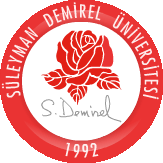 SÜLEYMAN DEMİREL ÜNİVERSİTESİ
S. Demirel
1992